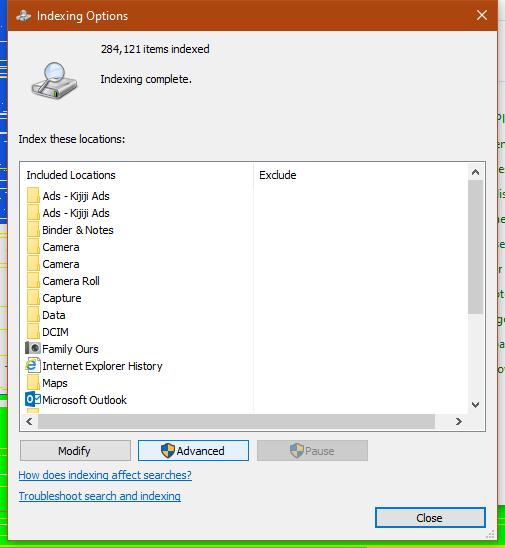 Indexing Options
284,121 items indexed
Indexing complete.
Index these locations:
Included Locations
Exclude
Ads - Kijiji Ads
Ads - Kijiji Ads
Binder & Notes
Camera
Camera
Camera Roll
Capture
Data
DCIM
Family Ours
Internet Explorer History
Maps
Microsoft Outlook
Modify
Advanced
Pause
How does indexing affect searches?
Troubleshoot search and indexing
Close